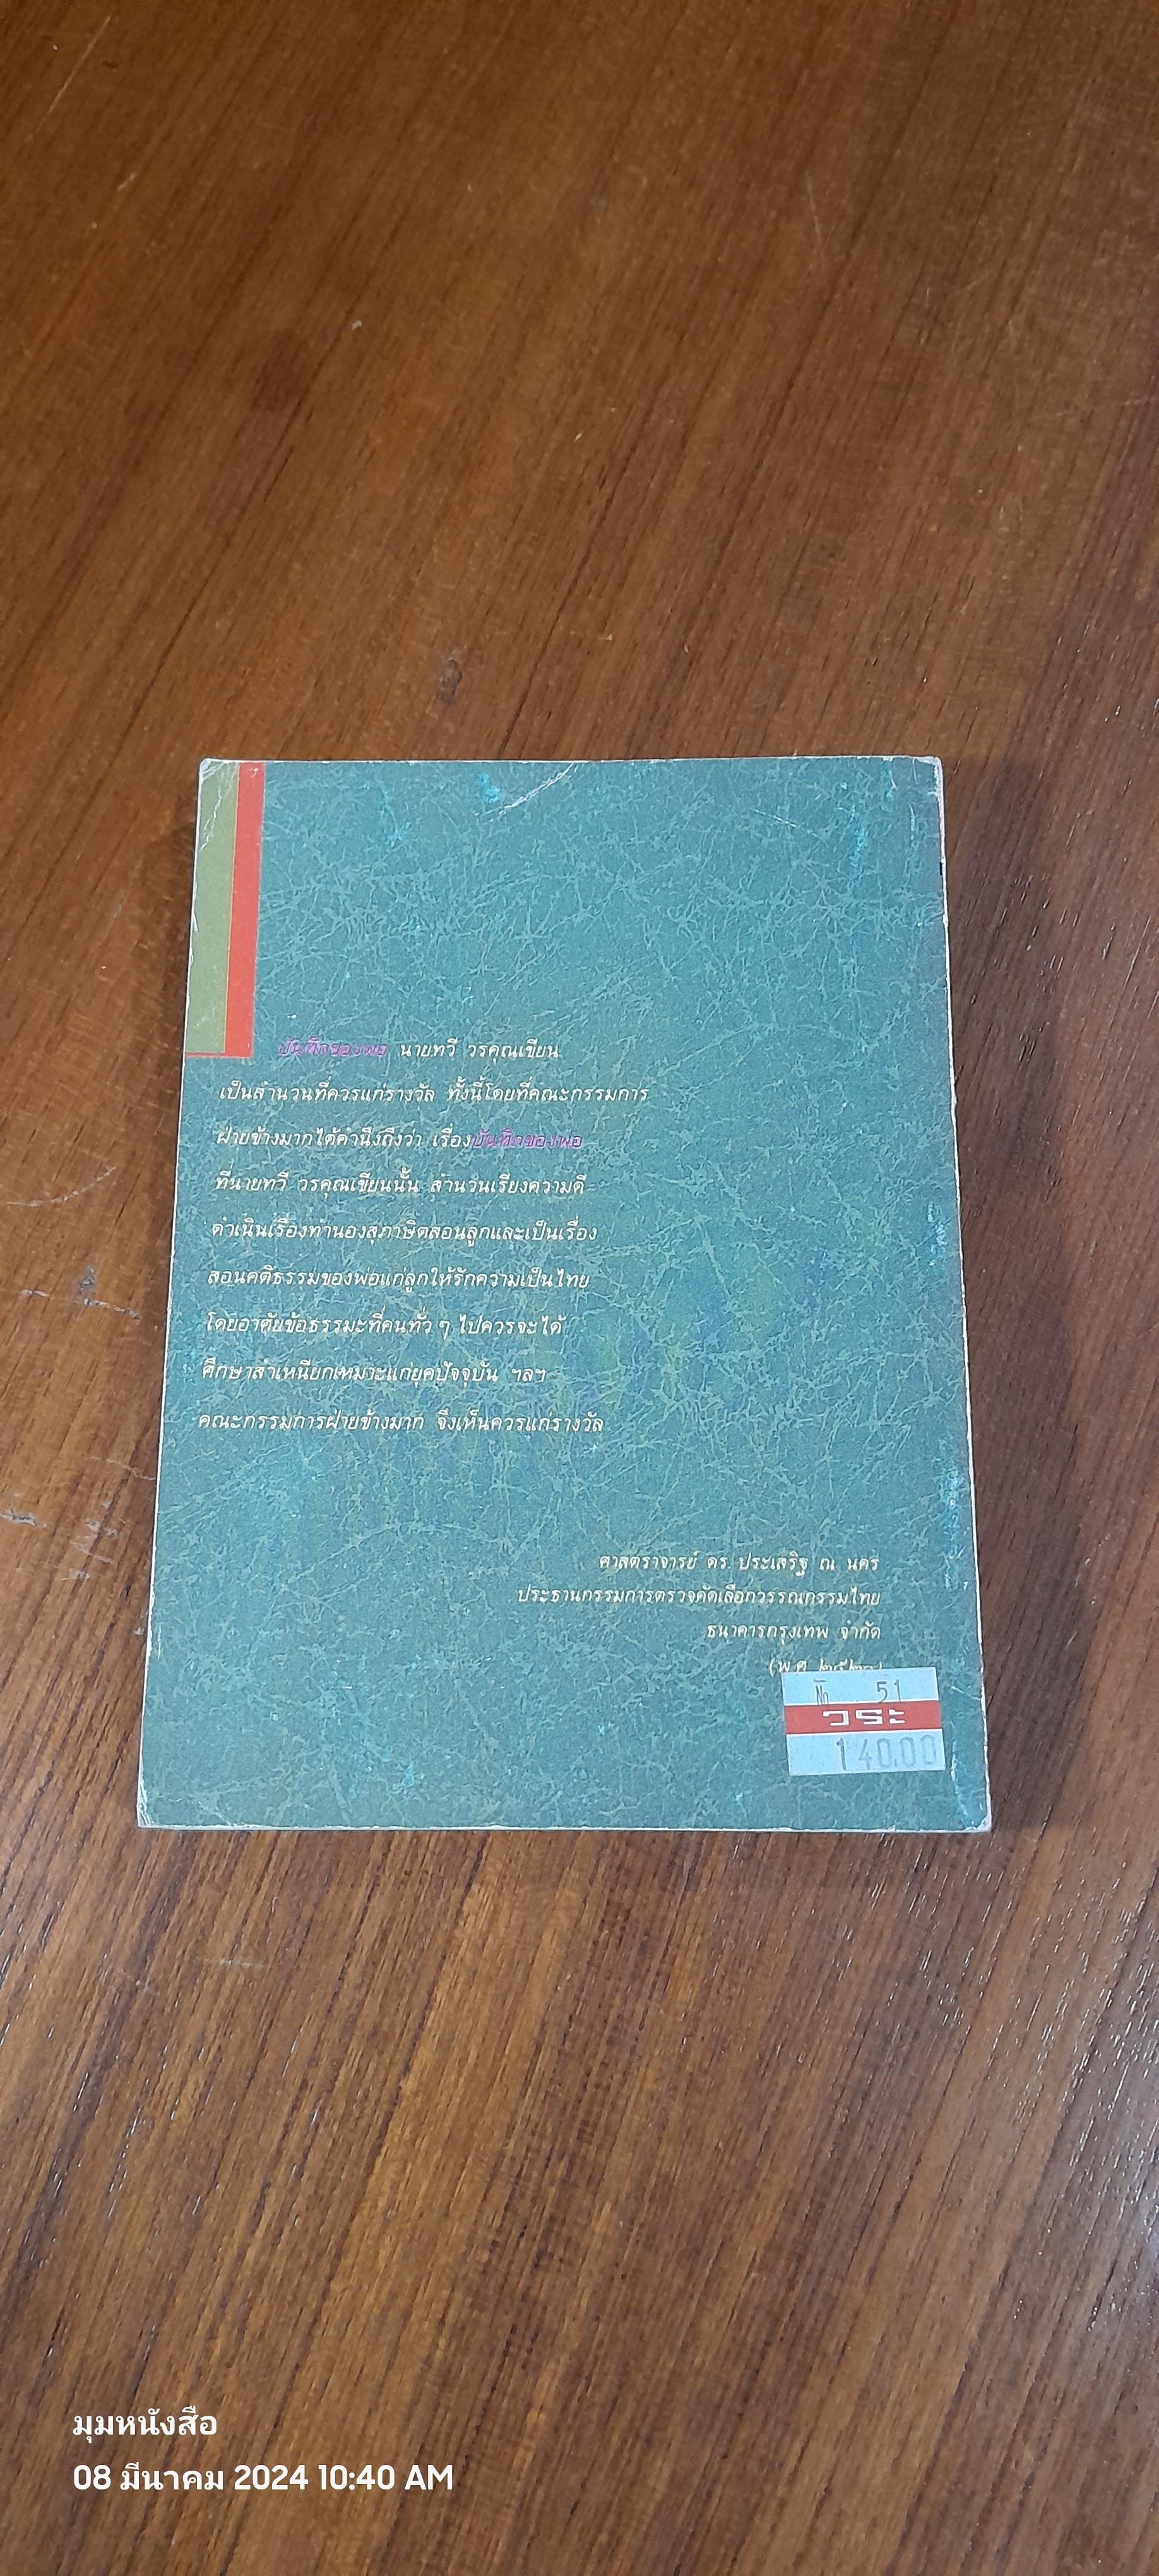 บันทึกของพ่อ นายทวี วรคุณเขียน
เป็นสำนวนที่ควรแก่รางวัล ทั้งนี้โดยที่คณะกรรมการ
ฝ่ายข้างมากได้คำนึงถึงว่า เรื่องบันทึกของพ่อ
ที่นายทวี วรคุณเขียนนั้น สำนวนเรียงความดี
ดำเนินเรื่องทำนองสุภาษิตสอนลูกและเป็นเรื่อง
สอนคติธรรมของพ่อแก่ลูกให้รักความเป็นไทย
โดยอาศัยข้อธรรมะที่คนทั่ว ๆ ไปควรจะได้
ศึกษาสำเหนียกเหมาะแก่ยุคปัจจุบัน ฯลฯ
คณะกรรมการฝ่ายข้างมาก จึงเห็นควรแก่รางวัล
ศาสตราจารย์ ดร. ประเสริฐ ณ นคร
ประธานกรรมการตรวจคัดเลือกวรรณกรรมไทย
ธนาคารกรุงเทพ จำกัด
(พ.ศ.
51
วรอะ
140.00
มุมหนังสือ
08 มีนาคม 2024 10:40 AM